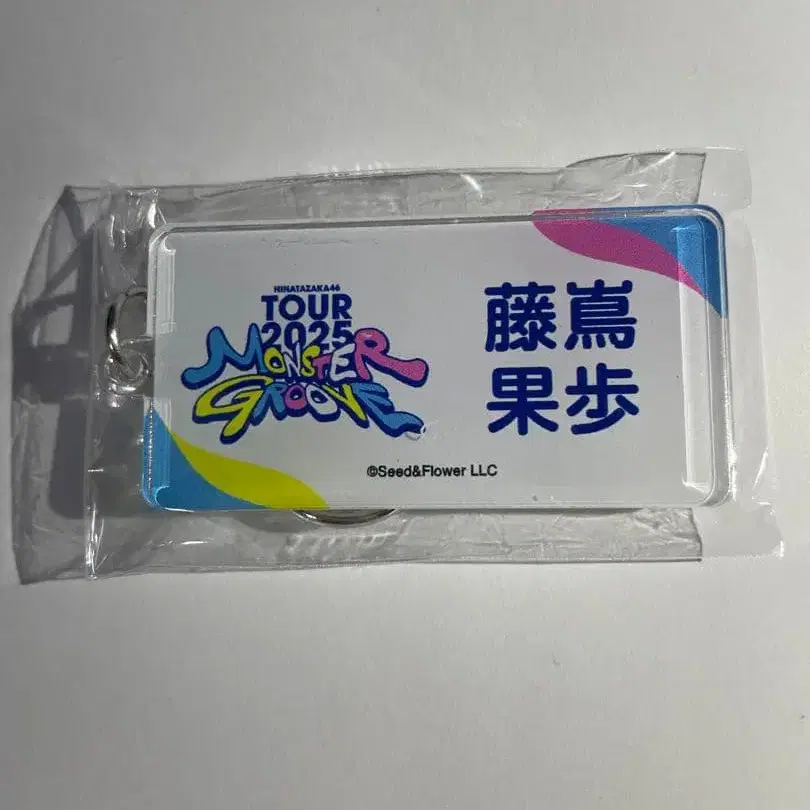 HINATAZAKA46
TOUR
2025
MONSTER
GROOVE
藤嶌
果歩
©Seed&Flower LLC